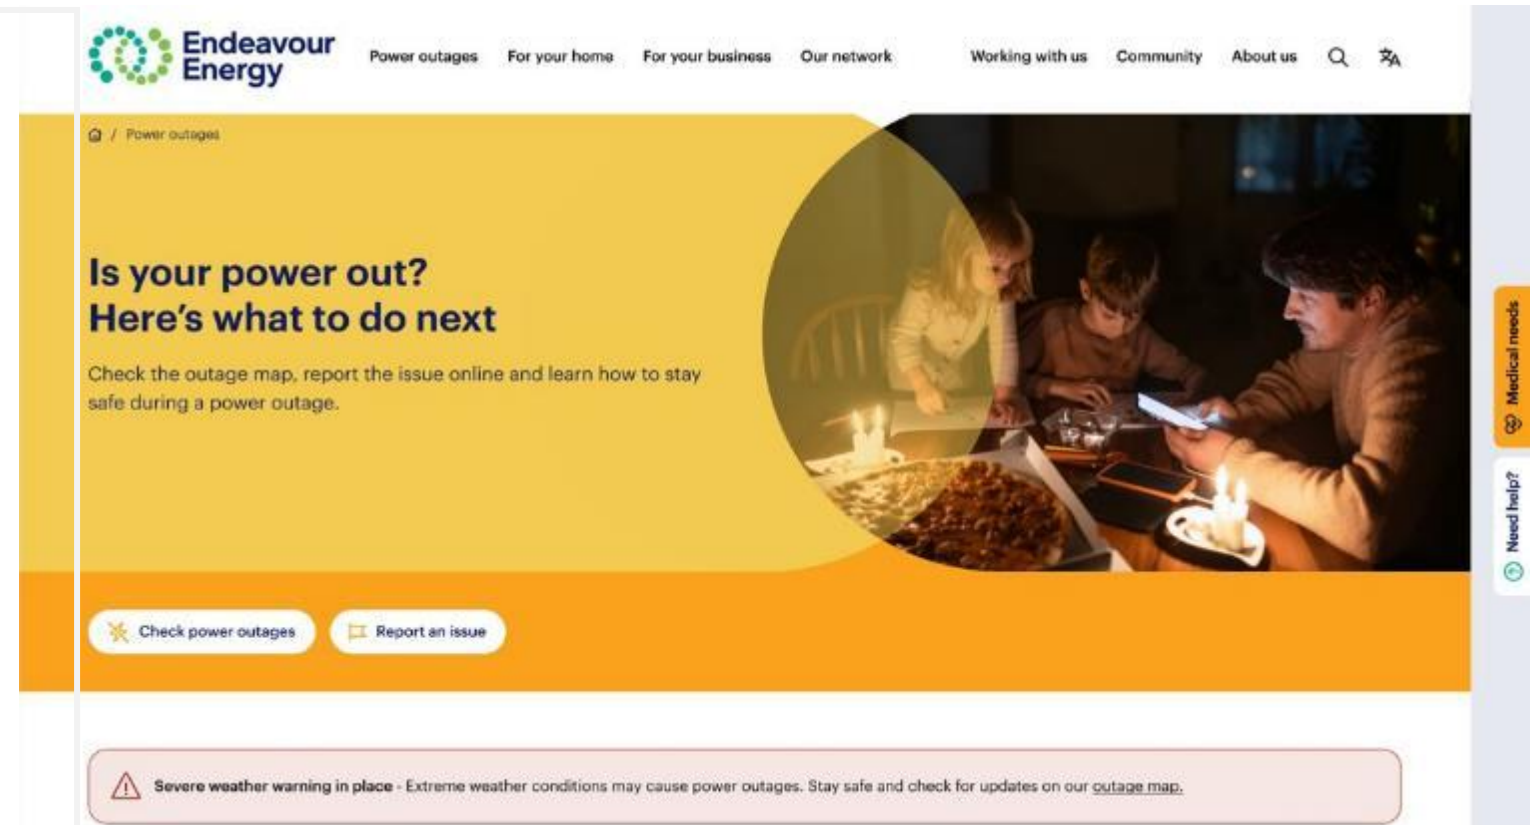 Endeavour
Energy
Power outages For your home For your business Our network Working with us Community About us
/ Power outages
Is your power out?
Here's what to do next
Check the outage map, report the issue online and learn how to stay
safe during a power outage.
Medical needs
Need help?
Check power outages Report an issue
Severe weather warning in place - Extreme weather conditions may cause power outages. Stay safe and check for updates on our outage map.